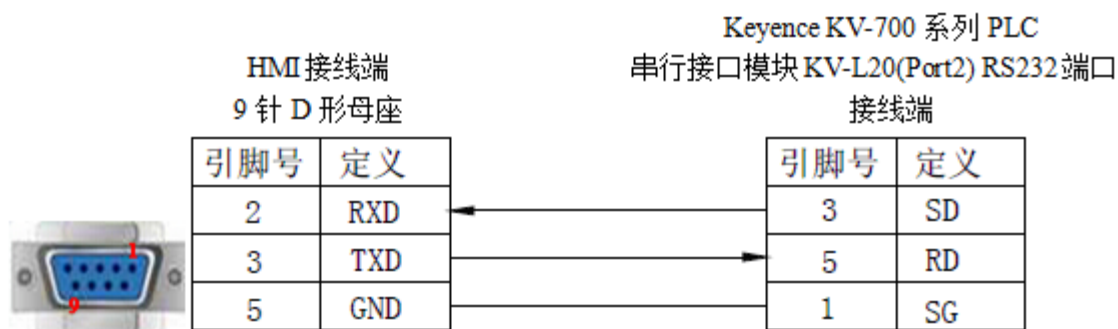 Keyence KV-700 系列 PLC
HMI 接线端
串行接口模块 KV-L20(Port2) RS232 端口
9 针 D 形母座
接线端
引脚号 定义
引脚号 定义
2 RXD
3 SD
3 TXD
5 RD
5 GND
1 SG
1
9